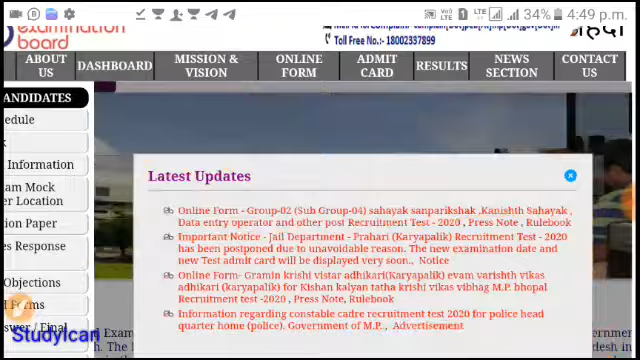 34% 4:49 p.m.
examination
board
Toll Free No.:- 18002337899
हिंदी
ABOUT US
DASHBOARD
MISSION & VISION
ONLINE FORM
ADMIT CARD
RESULTS
NEWS SECTION
CONTACT US
ANDIDATES
edule
Information
am Mock
er Location
ion Paper
es Response
Objections
Forms
swer / Final
Latest Updates
Online Form - Group-02 (Sub Group-04) sahayak sanparikshak ,Kanishth Sahayak ,
Data entry operator and other post Recruitment Test - 2020 , Press Note , Rulebook
Important Notice - Jail Department - Prahari (Karyapalik) Recruitment Test - 2020
has been postponed due to unavoidable reason. The new examination date and
new Test admit card will be displayed very soon.,  Notice
Online Form- Gramin krishi vistar adhikari(Karyapalik) evam varishth vikas
adhikari (karyapalik) for Kishan kalyan tatha krishi vikas vibhag M.P. bhopal
Recruitment test -2020 , Press Note, Rulebook
Information regarding constable cadre recruitment test 2020 for police head
quarter home (police). Government of M.P.. ,  Advertisement
StudyIcari